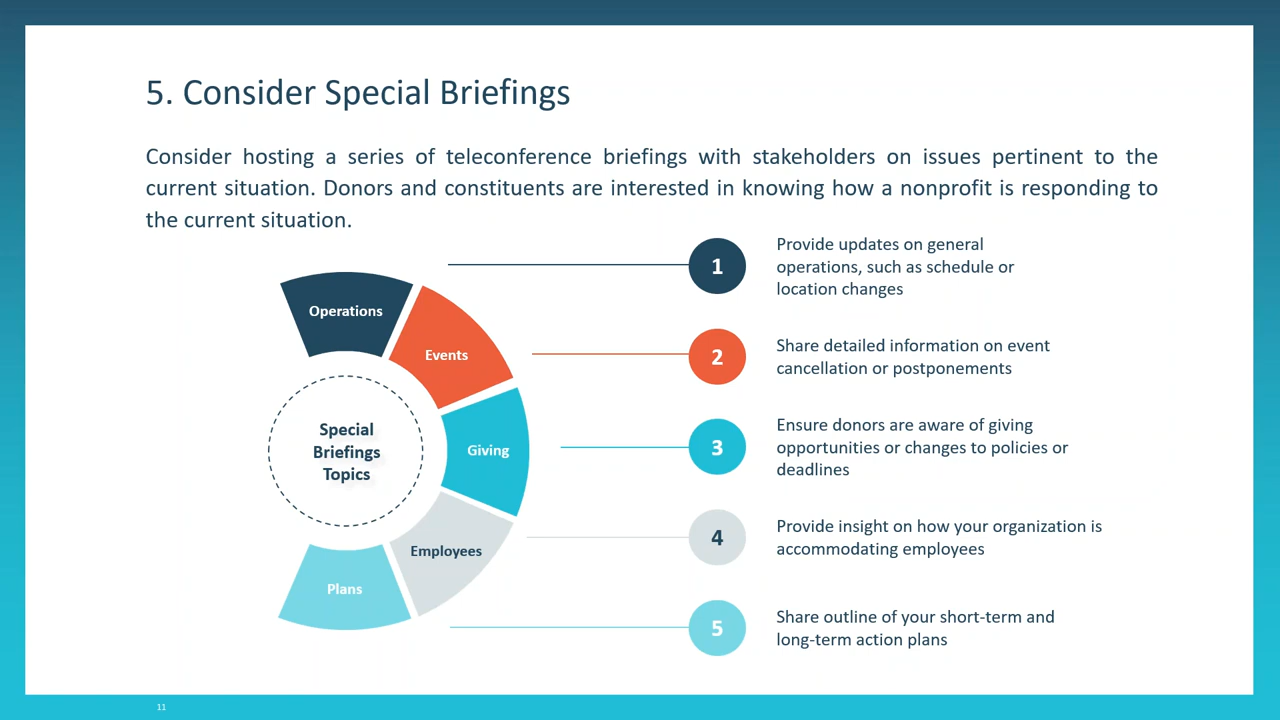 5. Consider Special Briefings
Consider hosting a series of teleconference briefings with stakeholders on issues pertinent to the
current situation. Donors and constituents are interested in knowing how a nonprofit is responding to
the current situation.
Operations
Events
Giving
Employees
Plans
Special
Briefings
Topics
1
Provide updates on general
operations, such as schedule or
location changes
2
Share detailed information on event
cancellation or postponements
3
Ensure donors are aware of giving
opportunities or changes to policies or
deadlines
4
Provide insight on how your organization is
accommodating employees
5
Share outline of your short-term and
long-term action plans
11